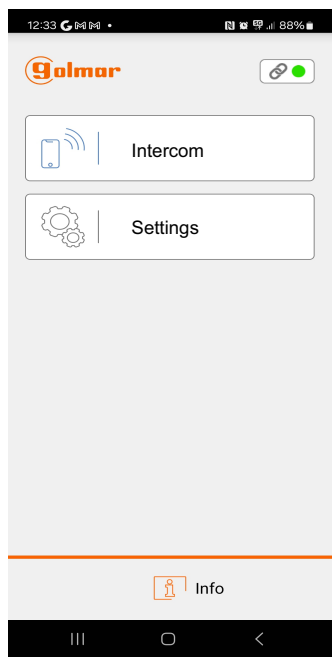 12:33 G M M •
88%
golmar
Intercom
Settings
i Info